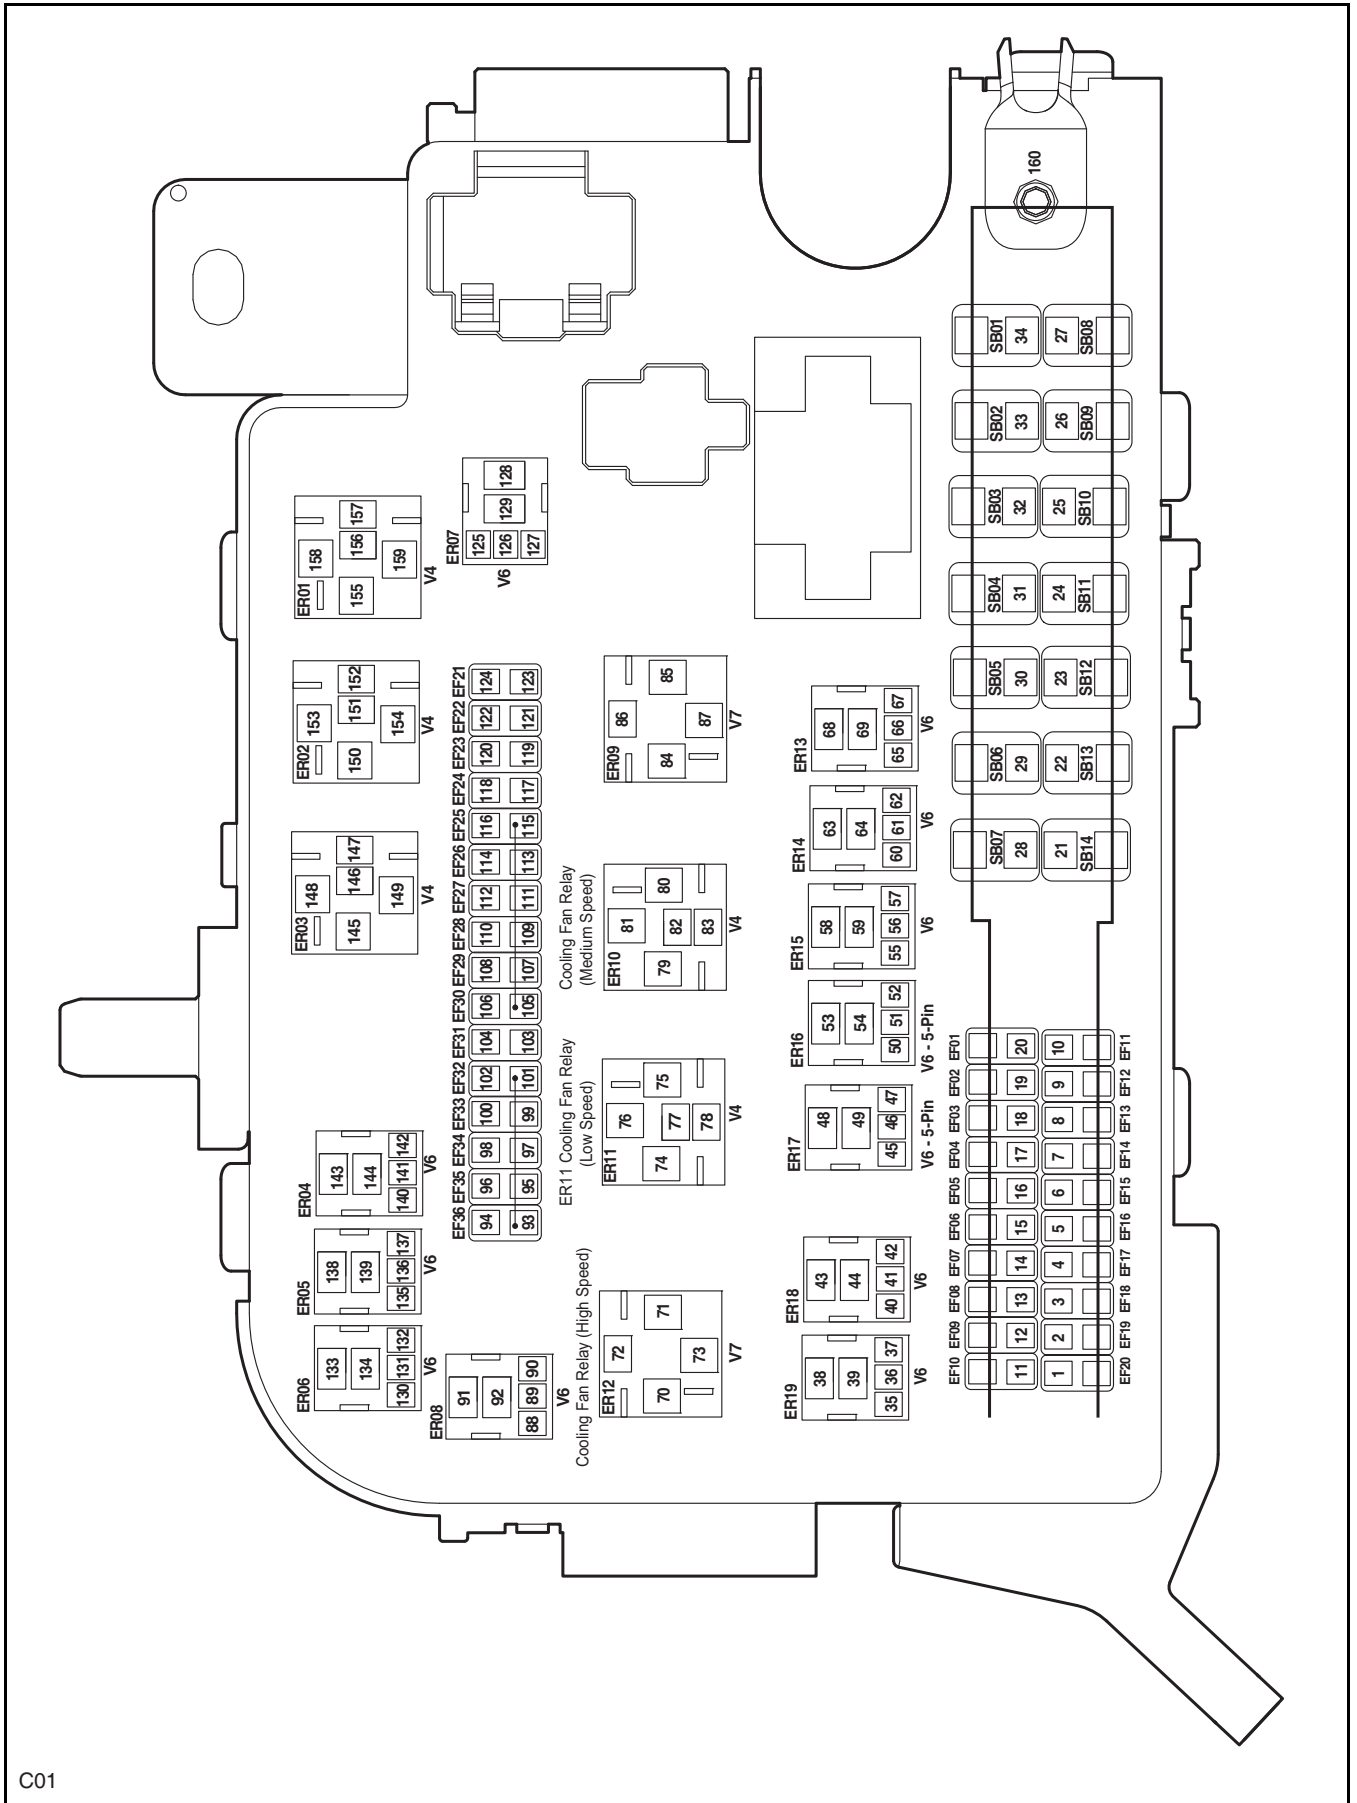 160
SB01
34
27
SB08
SB02
33
26
SB09
SB03
32
25
SB10
SB04
31
24
SB11
SB05
30
23
SB12
SB06
29
22
SB13
SB07
28
21
SB14
ER01
158
157
156
155
159
V4
ER07
128
129
125
126
127
V6
ER02
153
152
151
150
154
V4
ER03
148
147
146
145
149
V4
EF21
124
123
EF22
122
121
EF23
120
119
EF24
118
117
EF25
116
115
EF26
114
113
EF27
112
111
EF28
110
109
EF29
108
107
EF30
106
105
EF31
104
103
EF32
102
101
EF33
100
99
EF34
98
97
EF35
96
95
EF36
94
93
ER09
86
85
84
87
V7
Cooling Fan Relay
(Medium Speed)
ER10
81
80
82
83
79
V4
ER11 Cooling Fan Relay
(Low Speed)
ER11
76
75
77
78
74
V4
Cooling Fan Relay (High Speed)
ER12
72
71
73
70
V7
ER04
143
144
142
141
140
V6
ER05
138
139
137
136
135
V6
ER06
133
134
132
131
130
V6
ER08
91
92
90
89
88
V6
ER13
68
69
67
66
65
V6
ER14
63
64
62
61
60
V6
ER15
58
59
57
56
55
V6
ER16
53
54
52
51
50
V6 - 5-Pin
ER17
48
49
47
46
45
V6 - 5-Pin
ER18
43
44
42
41
40
V6
ER19
38
39
37
36
35
V6
EF01
20
10
EF11
EF02
19
9
EF12
EF03
18
8
EF13
EF04
17
7
EF14
EF05
16
6
EF15
EF06
15
5
EF16
EF07
14
4
EF17
EF08
13
3
EF18
EF09
12
2
EF19
EF10
11
1
EF20
C01